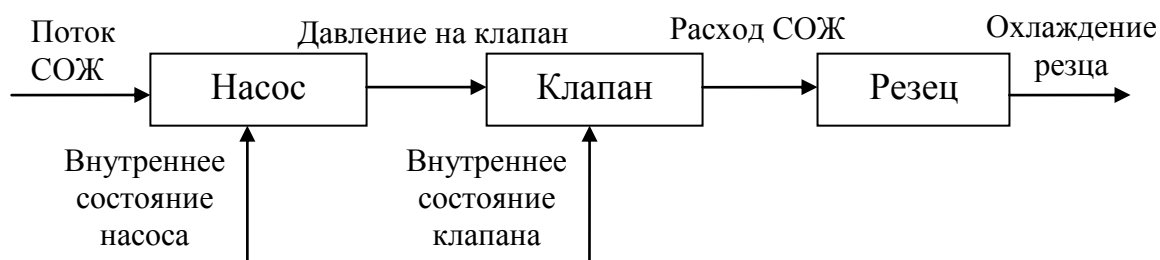 Поток
СОЖ
Давление на клапан
Расход СОЖ
Охлаждение
резца
Насос
Клапан
Резец
Внутреннее
состояние
насоса
Внутреннее
состояние
клапана